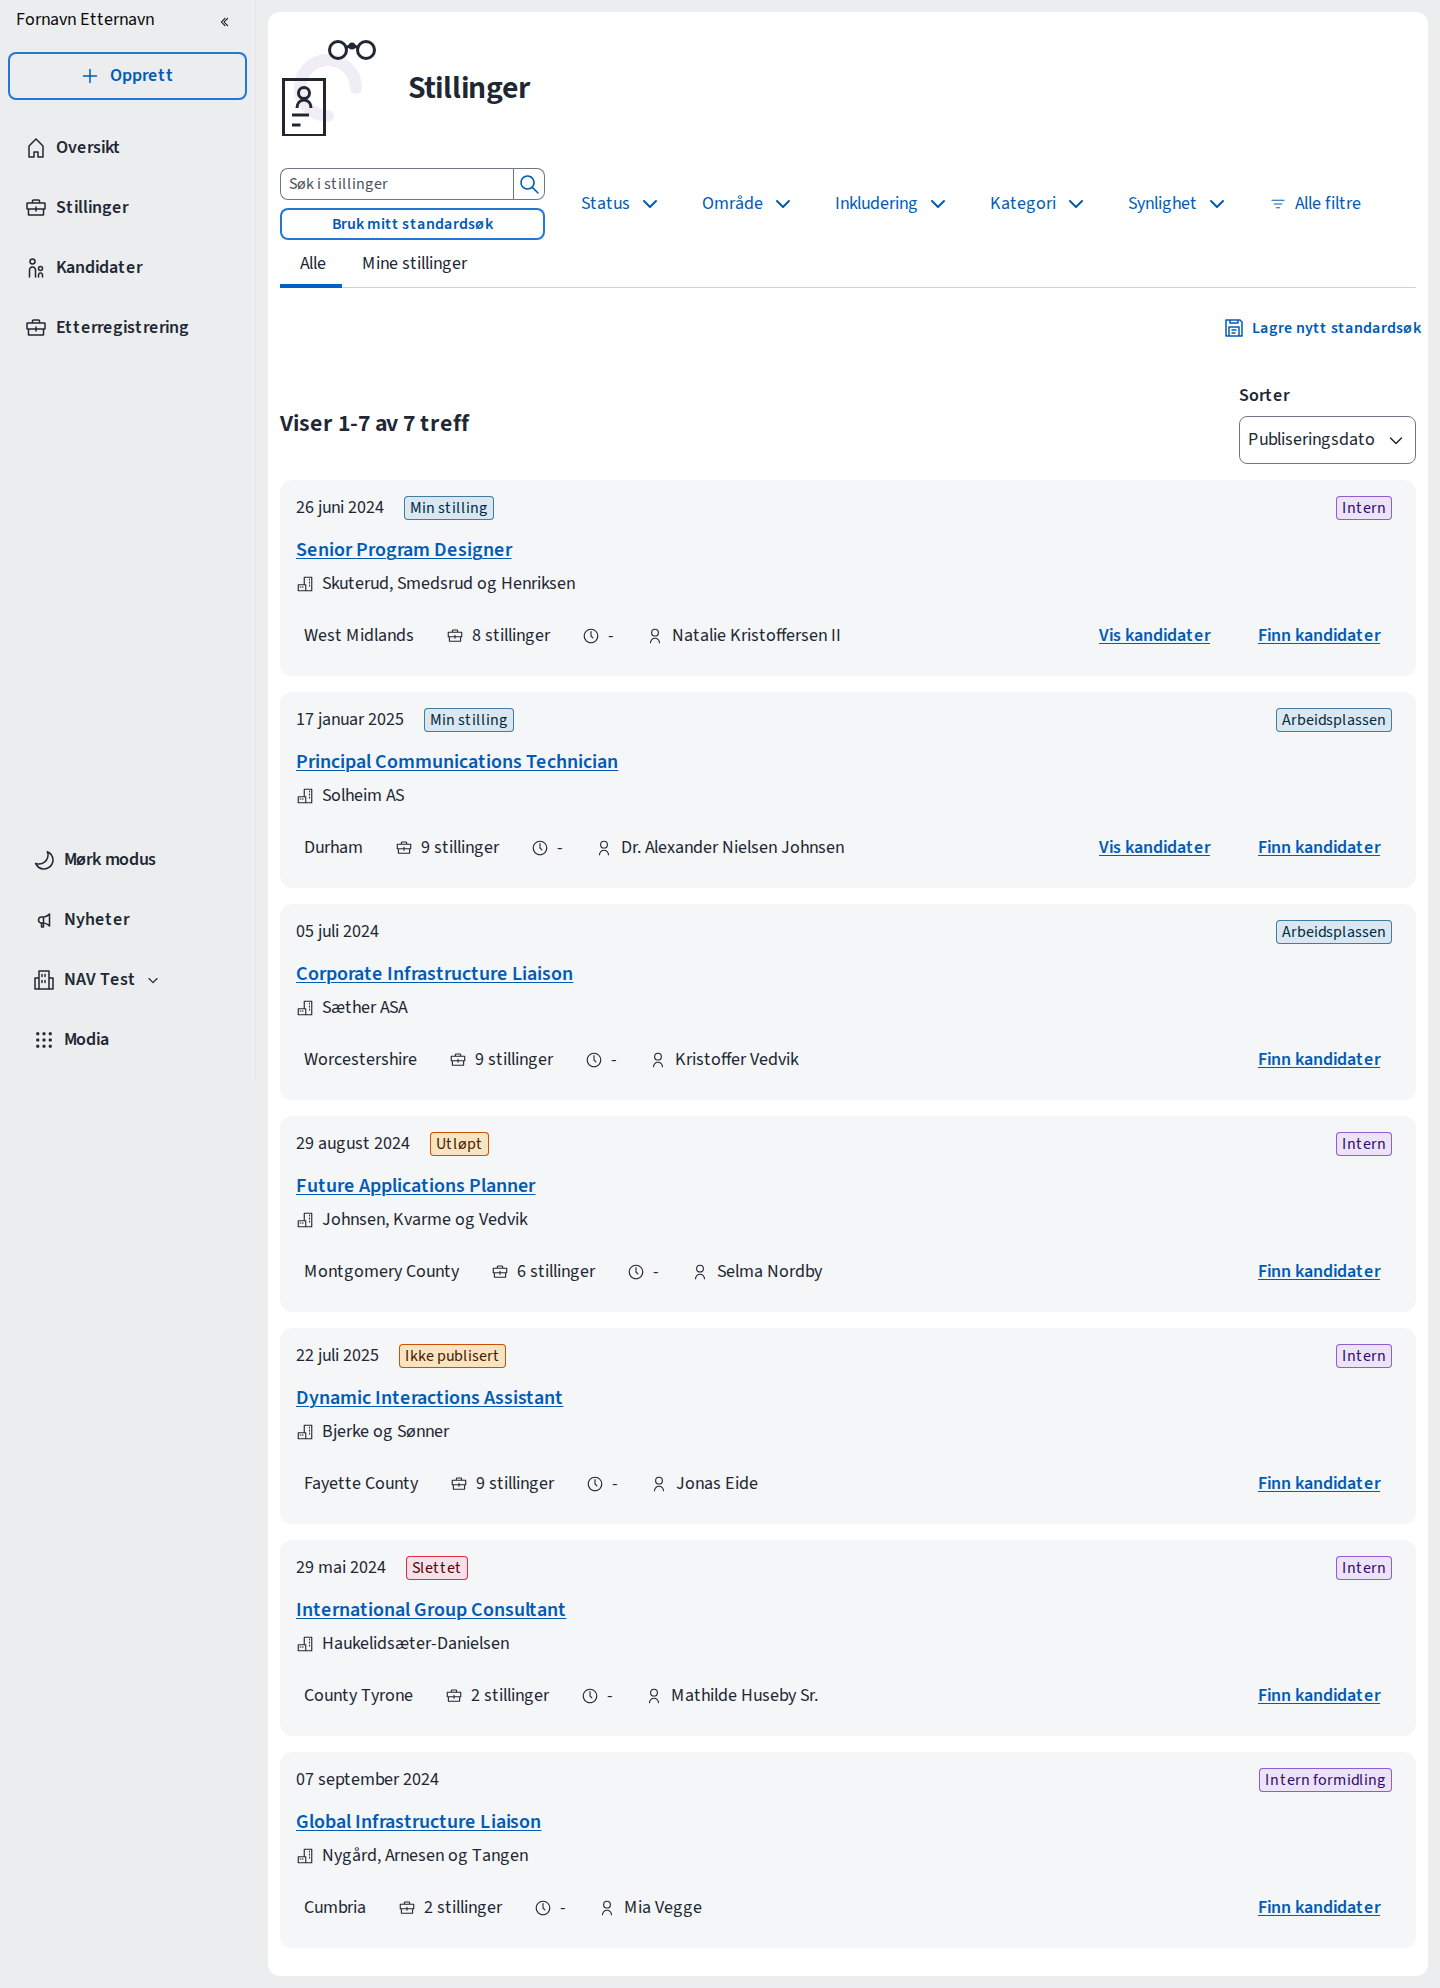 Fornavn Etternavn
Opprett
Oversikt
Stillinger
Kandidater
Etterregistrering
Mørk modus
Nyheter
NAV Test
Modia
Stillinger
Søk i stillinger
Bruk mitt standardsøk
Status
Område
Inkludering
Kategori
Synlighet
Alle filtre
Alle
Mine stillinger
Lagre nytt standardsøk
Viser 1-7 av 7 treff
Sorter
Publiseringsdato
26 juni 2024 Min stilling Intern
Senior Program Designer
Skuterud, Smedsrud og Henriksen
West Midlands 8 stillinger - Natalie Kristoffersen II Vis kandidater Finn kandidater
17 januar 2025 Min stilling Arbeidsplassen
Principal Communications Technician
Solheim AS
Durham 9 stillinger - Dr. Alexander Nielsen Johnsen Vis kandidater Finn kandidater
05 juli 2024 Arbeidsplassen
Corporate Infrastructure Liaison
Sæther ASA
Worcestershire 9 stillinger - Kristoffer Vedvik Finn kandidater
29 august 2024 Utløpt Intern
Future Applications Planner
Johnsen, Kvarme og Vedvik
Montgomery County 6 stillinger - Selma Nordby Finn kandidater
22 juli 2025 Ikke publisert Intern
Dynamic Interactions Assistant
Bjerke og Sønner
Fayette County 9 stillinger - Jonas Eide Finn kandidater
29 mai 2024 Slettet Intern
International Group Consultant
Haukelidsæter-Danielsen
County Tyrone 2 stillinger - Mathilde Huseby Sr. Finn kandidater
07 september 2024 Intern formidling
Global Infrastructure Liaison
Nygård, Arnesen og Tangen
Cumbria 2 stillinger - Mia Vegge Finn kandidater